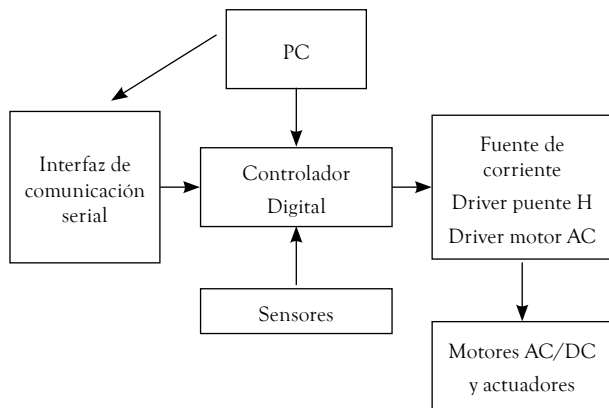 PC
Interfaz de
comunicación
serial
Controlador
Digital
Fuente de
corriente
Driver puente H
Driver motor AC
Sensores
Motores AC/DC
y actuadores